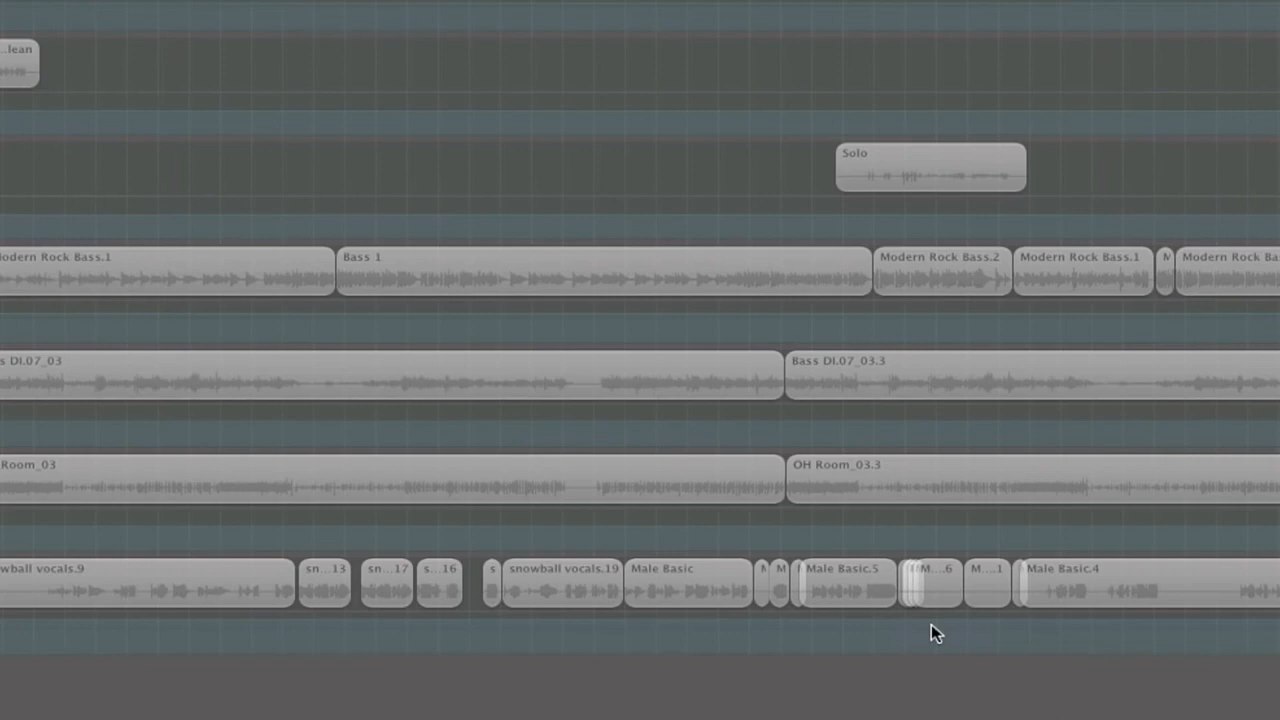 ...lean
Solo
odern Rock Bass.1
Bass 1
Modern Rock Bass.2
Modern Rock Bass.1
M
Modern Rock Ba
s DI.07_03
Bass DI.07_03.3
Room_03
OH Room_03.3
wball vocals.9
sn...13
sn...17
s...16
s
snowball vocals.19
Male Basic
M
M
Male Basic.5
M....6
M....1
Male Basic.4